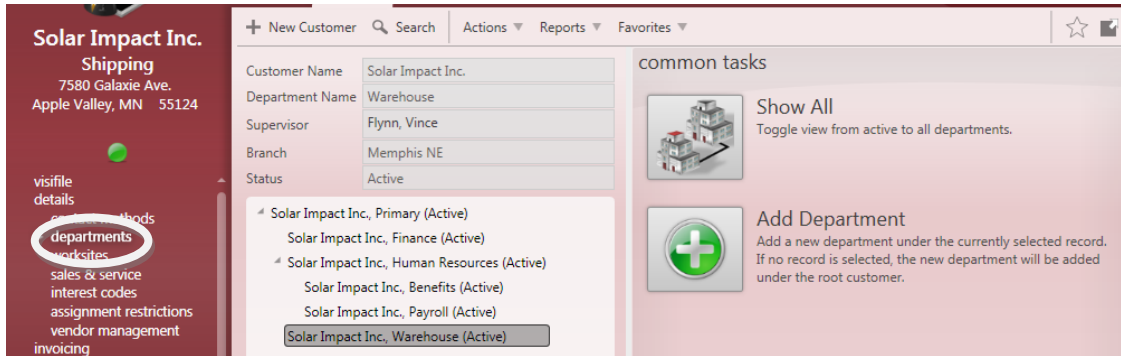 Solar Impact Inc.
Shipping
7580 Galaxie Ave.
Apple Valley, MN 55124
visifile
details
departments
worksites
sales & service
interest codes
assignment restrictions
vendor management
invoicing
New Customer Search Actions Reports Favorites
Customer Name Solar Impact Inc.
Department Name Warehouse
Supervisor Flynn, Vince
Branch Memphis NE
Status Active
Solar Impact Inc., Primary (Active)
Solar Impact Inc., Finance (Active)
Solar Impact Inc., Human Resources (Active)
Solar Impact Inc., Benefits (Active)
Solar Impact Inc., Payroll (Active)
Solar Impact Inc., Warehouse (Active)
common tasks
Show All
Toggle view from active to all departments.
Add Department
Add a new department under the currently selected record.
If no record is selected, the new department will be added
under the root customer.